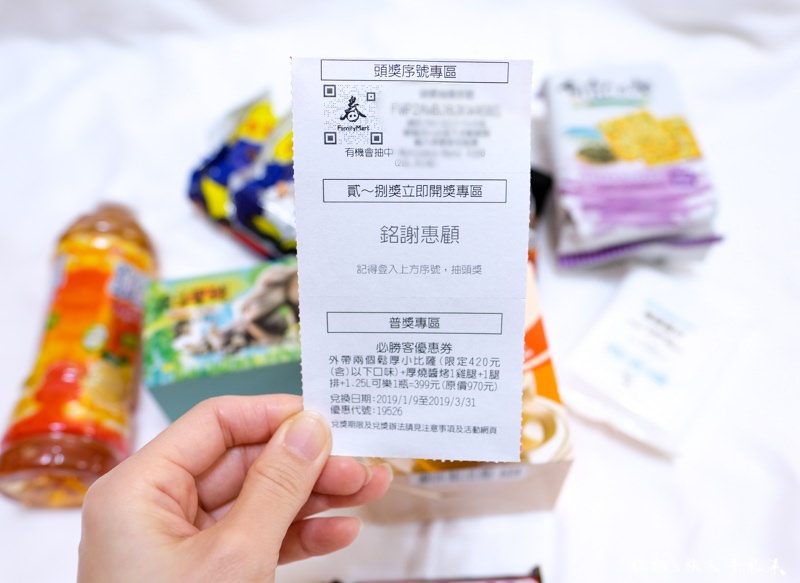 頭獎序號專區
春
FamilyMart
有機會抽中
貳～捌獎立即開獎專區
銘謝惠顧
記得登入上方序號，抽頭獎
普獎專區
必勝客優惠券
外帶兩個鬆厚小比薩(限定420元
(含)以下口味)+厚燒醬烤1雞腿+1腿
排+1.25L可樂1瓶=399元(原價970元)
兌換日期:2019/1/9至2019/3/31
優惠代號:19526
兌獎期限及兌獎辦法請見注意事項及活動網頁